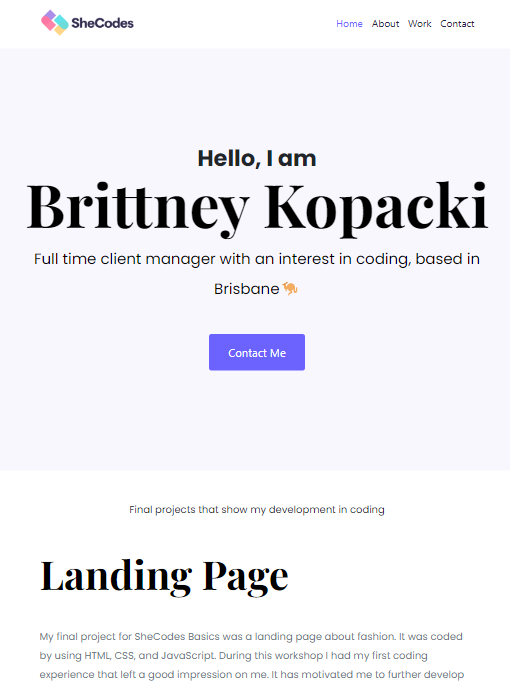 SheCodes
Home About Work Contact
Hello, I am
Brittney Kopacki
Full time client manager with an interest in coding, based in
Brisbane🦘
Contact Me
Final projects that show my development in coding
Landing Page
My final project for SheCodes Basics was a landing page about fashion. It was coded
by using HTML, CSS, and JavaScript. During this workshop I had my first coding
experience that left a good impression on me. It has motivated me to further develop